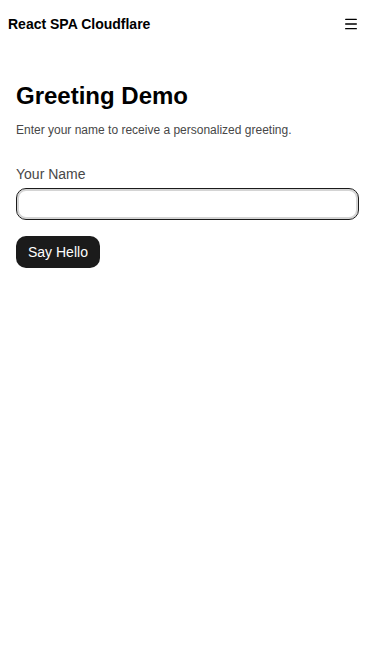 React SPA Cloudflare
Greeting Demo
Enter your name to receive a personalized greeting.
Your Name
Say Hello